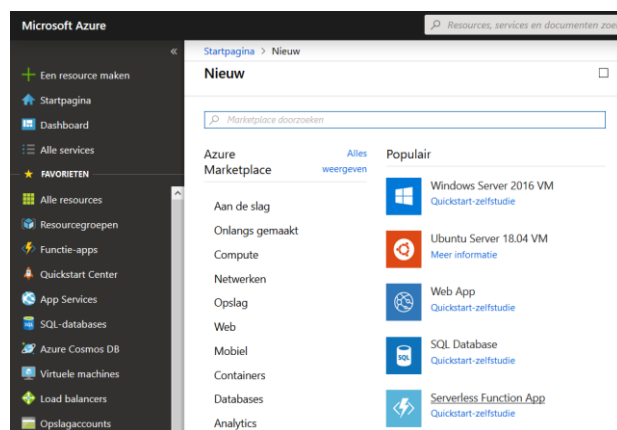 Microsoft Azure
Resources, services en documenten zoe
«
Een resource maken
Startpagina
Dashboard
Alle services
FAVORIETEN
Alle resources
Resourcegroepen
Functie-apps
Quickstart Center
App Services
SQL-databases
Azure Cosmos DB
Virtuele machines
Load balancers
Opslagaccounts
Startpagina > Nieuw
Nieuw
Marketplace doorzoeken
Azure Marketplace
Alles weergeven
Aan de slag
Onlangs gemaakt
Compute
Netwerken
Opslag
Web
Mobiel
Containers
Databases
Analytics
Populair
Windows Server 2016 VM
Quickstart-zelfstudie
Ubuntu Server 18.04 VM
Meer informatie
Web App
Quickstart-zelfstudie
SQL
SQL Database
Quickstart-zelfstudie
Serverless Function App
Quickstart-zelfstudie